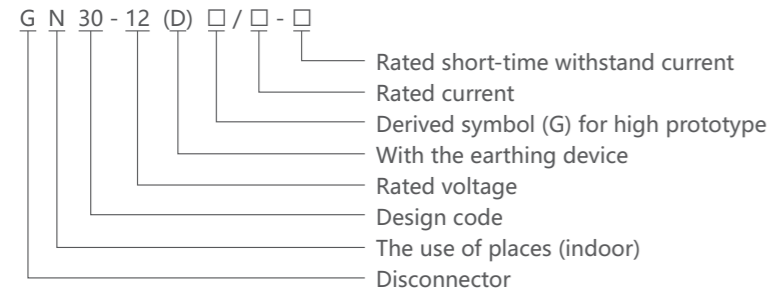 G N 30 - 12 (D) □ / □ - □
Rated short-time withstand current
Rated current
Derived symbol (G) for high prototype
With the earthing device
Rated voltage
Design code
The use of places (indoor)
Disconnector